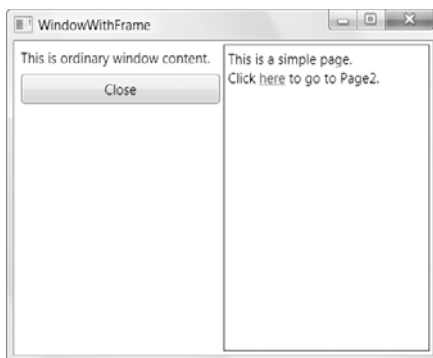 WindowWithFrame
This is ordinary window content.
Close
This is a simple page.
Click here to go to Page2.